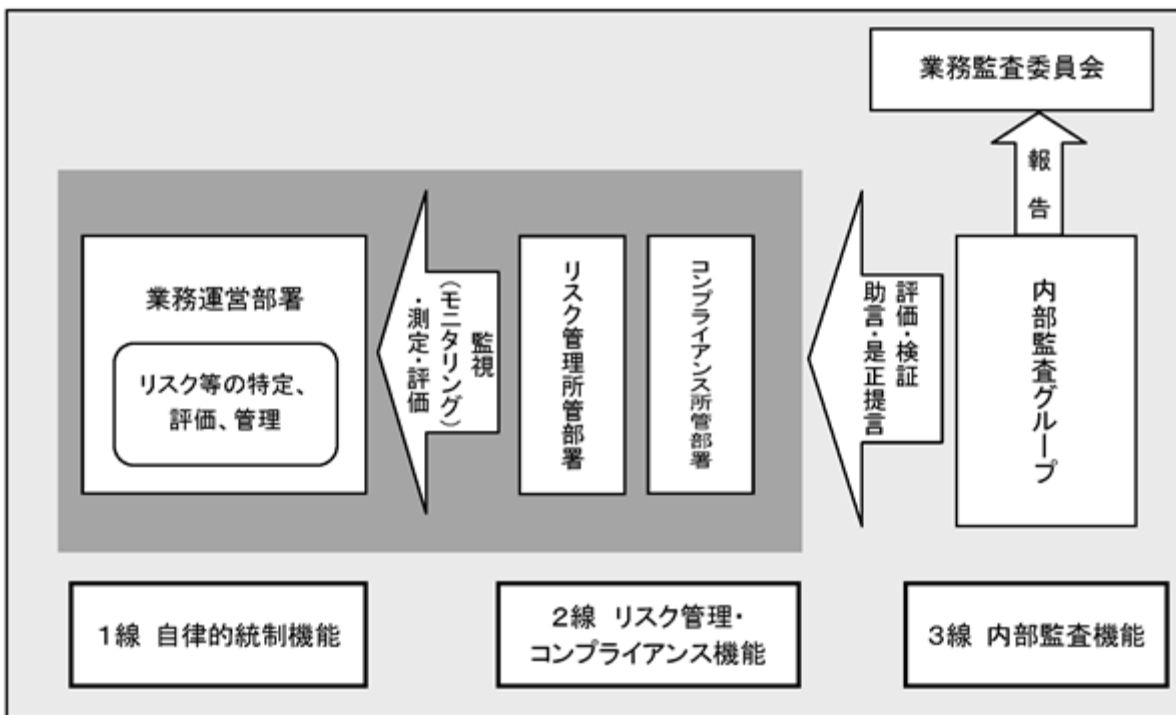 業務監査委員会
報告
業務運営部署
リスク等の特定、
評価、管理
監視
(モニタリング)
・測定・評価
リスク管理所管部署
コンプライアンス所管部署
評価・検証
助言・是正提言
内部監査グループ
1線 自律的統制機能
2線 リスク管理・
コンプライアンス機能
3線 内部監査機能